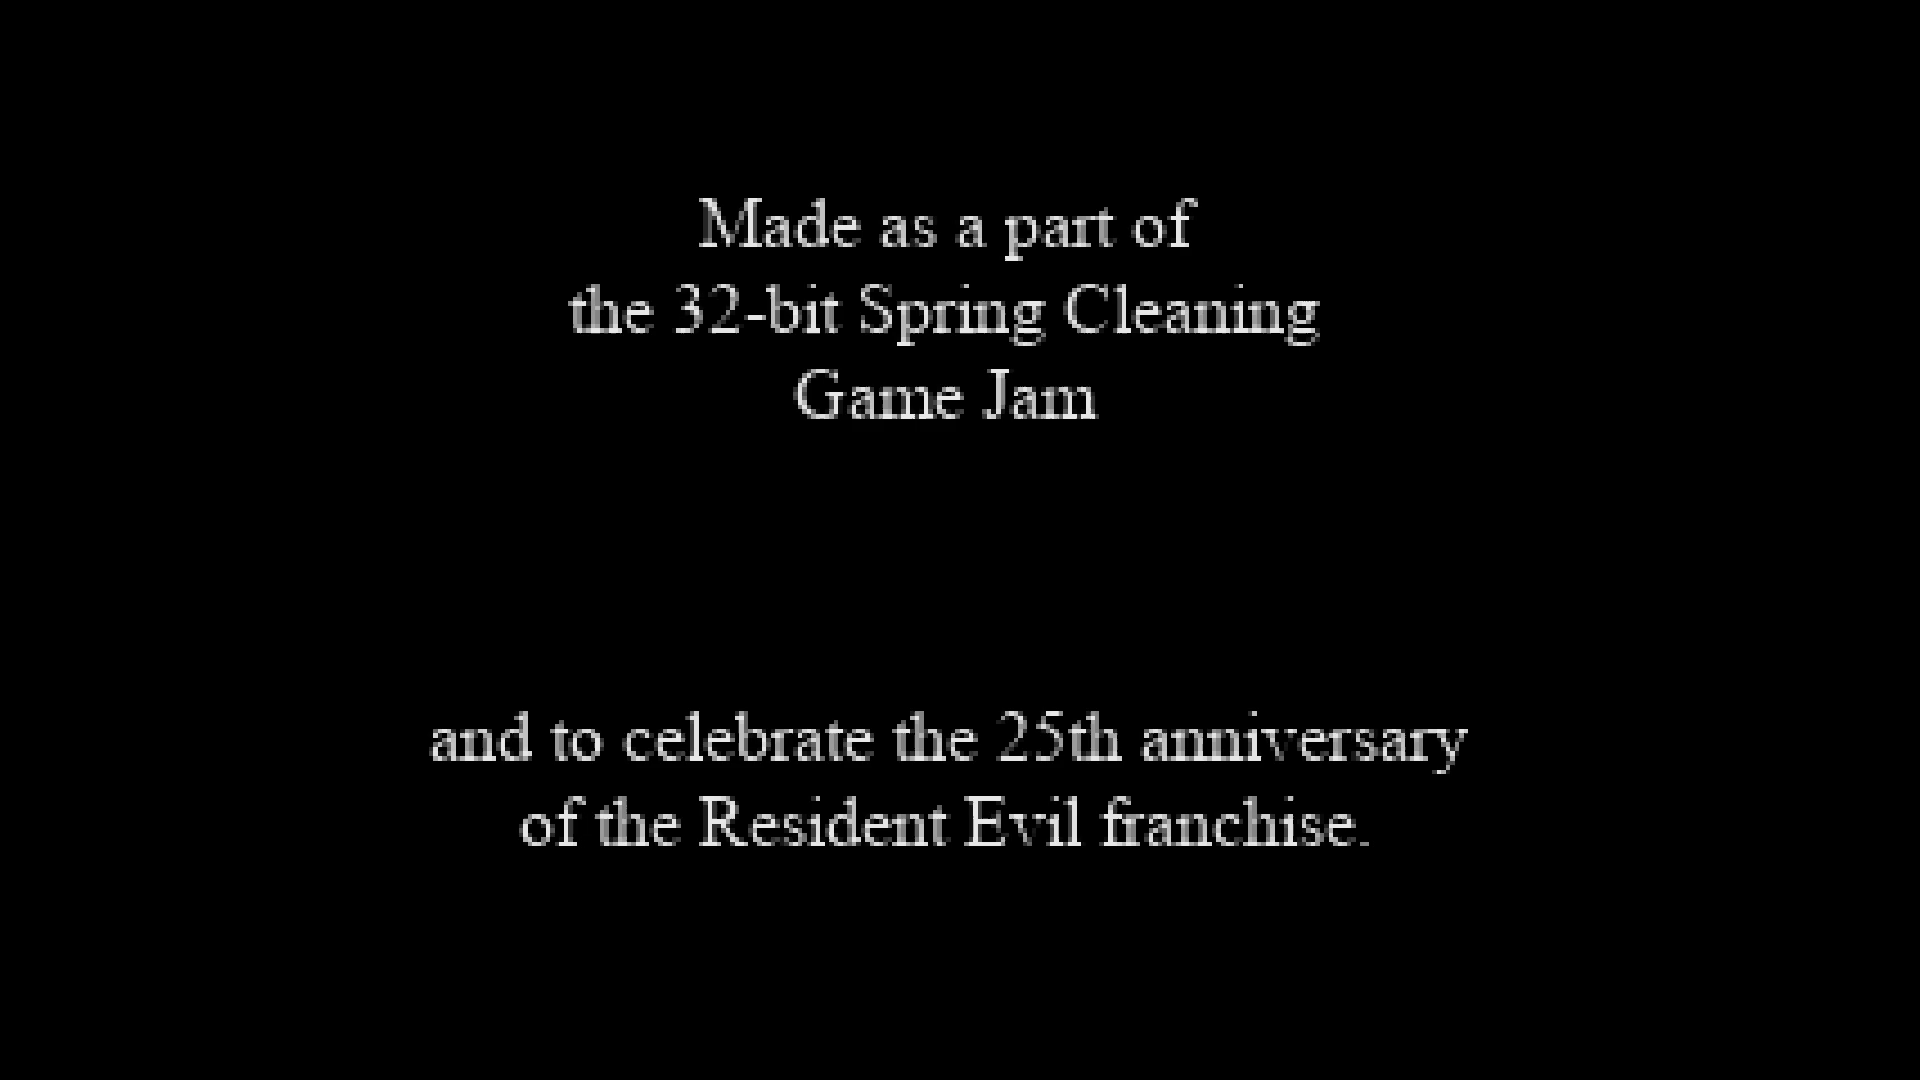 Made as a part of
the 32-bit Spring Cleaning
Game Jam
and to celebrate the 25th anniversary
of the Resident Evil franchise.